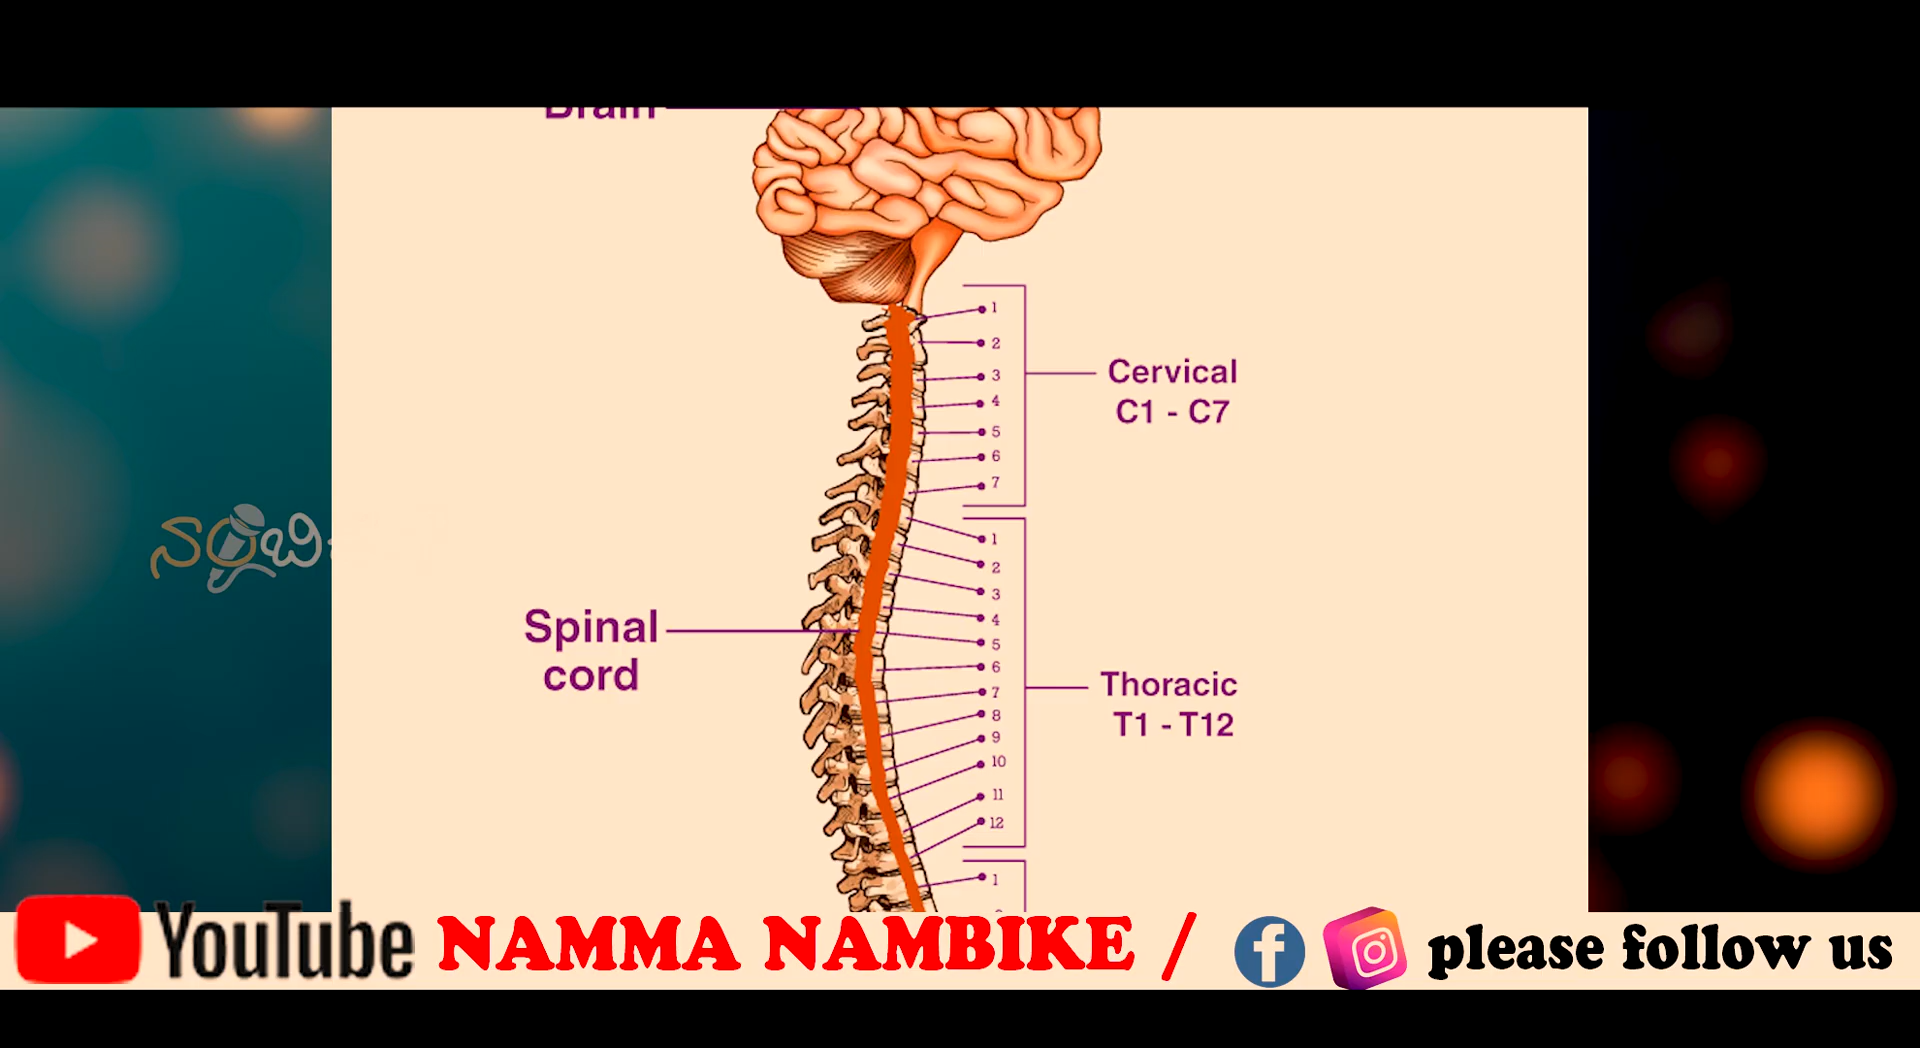 Brain
1
2
3
4
5
6
7
Cervical
C1 - C7
1
2
3
4
5
6
7
8
9
10
11
12
Thoracic
T1 - T12
Spinal
cord
1
ನಂಬಿ
YouTube NAMMA NAMBIKE / f please follow us